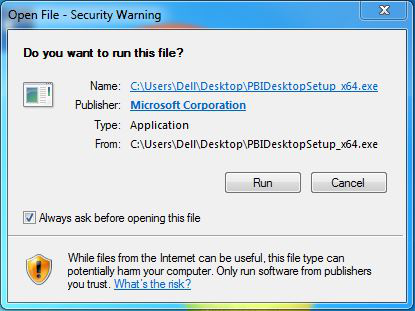 Open File - Security Warning
Do you want to run this file?
Name: C:\Users\Dell\Desktop\PBIDesktopSetup_x64.exe
Publisher: Microsoft Corporation
Type: Application
From: C:\Users\Dell\Desktop\PBIDesktopSetup_x64.exe
Run Cancel
Always ask before opening this file
While files from the Internet can be useful, this file type can
potentially harm your computer. Only run software from publishers
you trust. What's the risk?